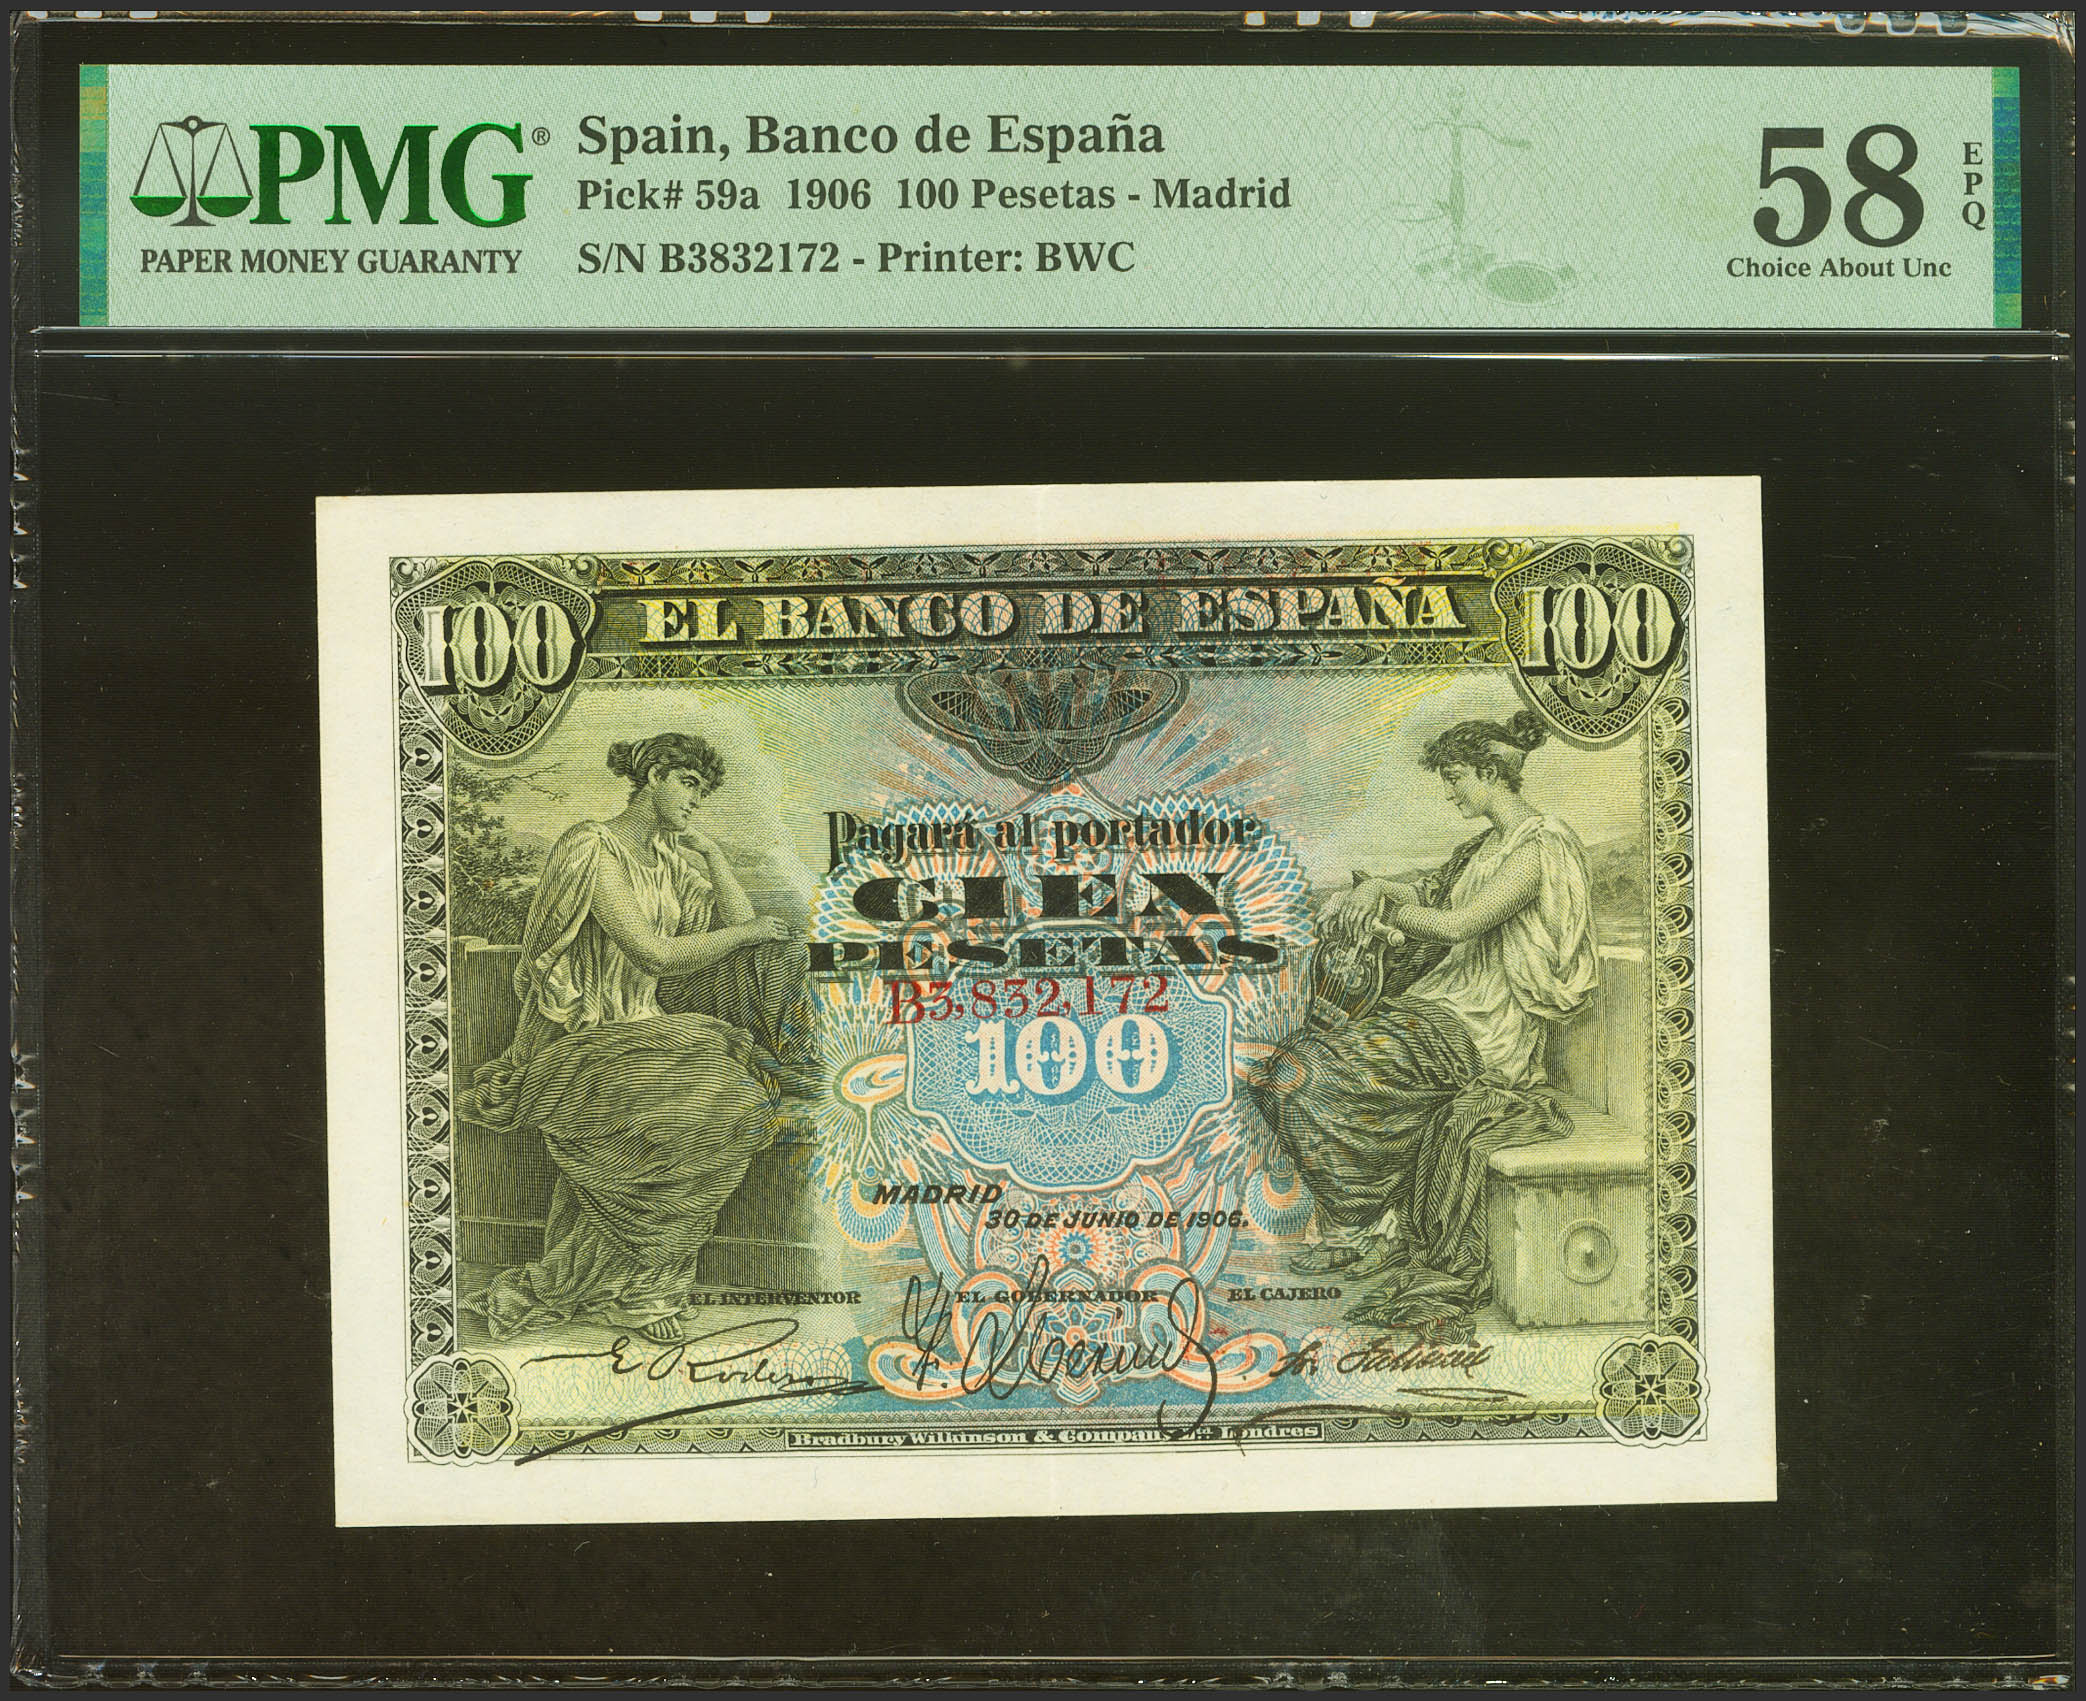 PMG®
PAPER MONEY GUARANTY
Spain, Banco de España
Pick# 59a 1906 100 Pesetas - Madrid
S/N B3832172 - Printer: BWC
58
EPQ
Choice About Unc
100
EL BANCO DE ESPAÑA
100
Pagará al portador
CIEN
PESETAS
B3,832,172
100
MADRID
30 DE JUNIO DE 1906.
EL INTERVENTOR
EL GOBERNADOR
EL CAJERO
Bradbury Wilkinson & Company Ltd. Londres